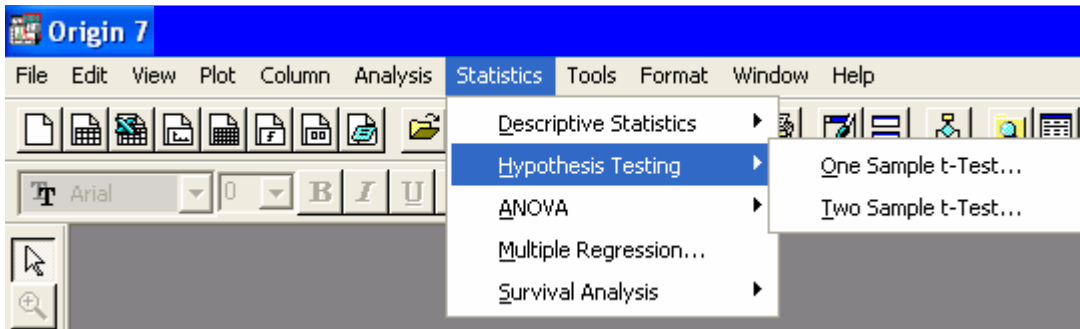 Origin 7
File Edit View Plot Column Analysis Statistics Tools Format Window Help
Descriptive Statistics
Hypothesis Testing
One Sample t-Test...
Two Sample t-Test...
Arial 0 B I U
ANOVA
Multiple Regression...
Survival Analysis